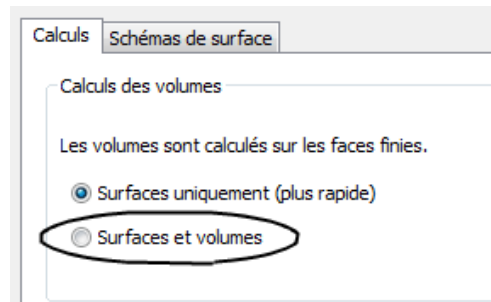 Calculs
Schémas de surface
Calculs des volumes
Les volumes sont calculés sur les faces finies.
Surfaces uniquement (plus rapide)
Surfaces et volumes